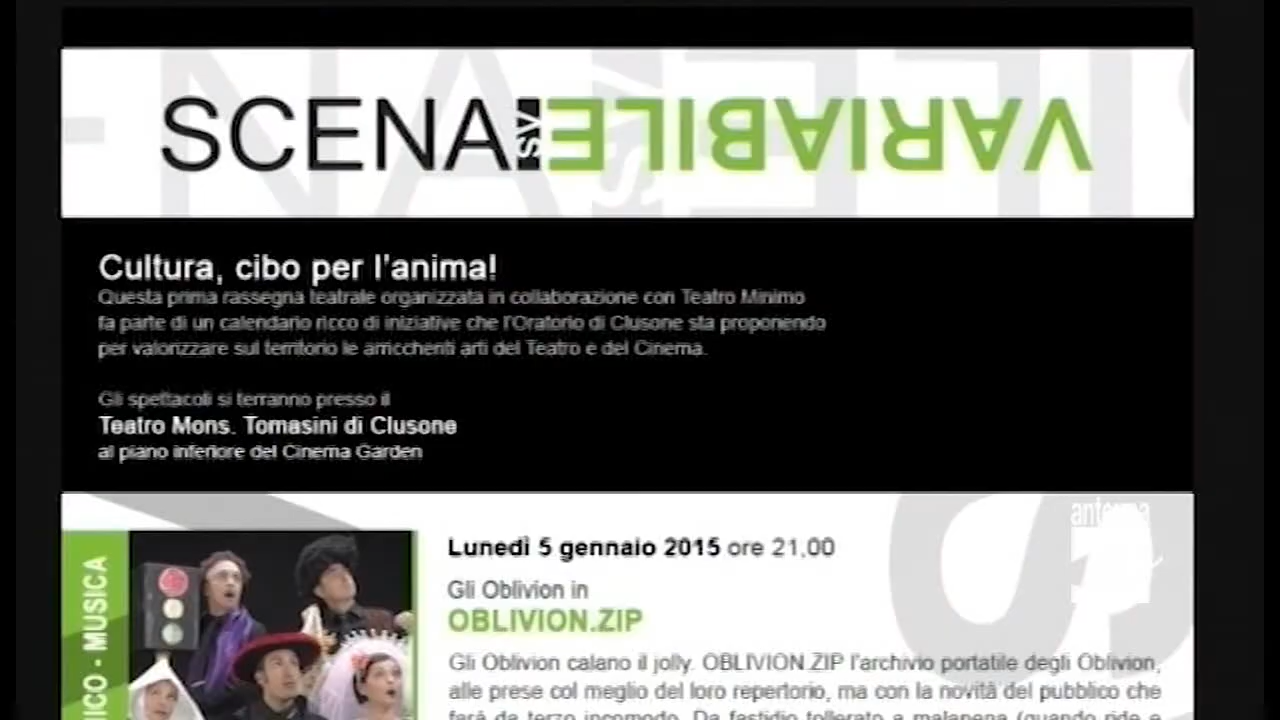 SCENA sv VARIABILE
Cultura, cibo per l'anima!
Questa prima rassegna teatrale organizzata in collaborazione con Teatro Minimo
fa parte di un calendario ricco di iniziative che l'Oratorio di Clusone sta proponendo
per valorizzare sul territorio le arricchenti arti del Teatro e del Cinema.
Gli spettacoli si terranno presso il
Teatro Mons. Tomasini di Clusone
al piano inferiore del Cinema Garden
antenna
2
MUSICA
Lunedì 5 gennaio 2015 ore 21.00
Gli Oblivion in
OBLIVION.ZIP
Gli Oblivion calano il jolly. OBLIVION.ZIP l'archivio portatile degli Oblivion,
alle prese col meglio del loro repertorio, ma con la novità del pubblico che
farà da terzo incomodo. Da fastidio tollerato a malapena (quando ride e